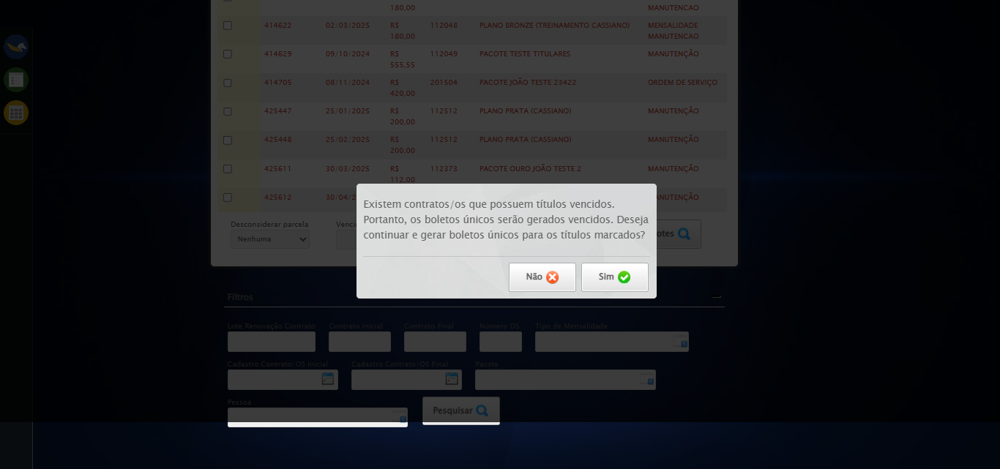 180,00 MANUTENCAO
414622 02/03/2025 R$ 112048 PLANO BRONZE (TREINAMENTO CASSIANO) MENSALIDADE
180,00 MANUTENCAO
414629 09/10/2024 R$ 112049 PACOTE TESTE TITULARES MANUTENÇÃO
555,55
414705 08/11/2024 R$ 201504 PACOTE JOÃO TESTE 23422 ORDEM DE SERVIÇO
420,00
425447 25/01/2025 R$ 112512 PLANO PRATA (CASSIANO) MANUTENÇÃO
200,00
425448 25/02/2025 R$ 112512 PLANO PRATA (CASSIANO) MANUTENÇÃO
200,00
425611 30/03/2025 R$ 112373 PACOTE OURO JOÃO TESTE 2 MANUTENÇÃO
112,00
425612 30/04/2 ANUTENÇÃO
Existem contratos/os que possuem títulos vencidos.
Portanto, os boletos únicos serão gerados vencidos. Deseja
continuar e gerar boletos únicos para os títulos marcados?
Não Sim
Desconsiderar parcela Venci
Nenhuma otes
Filtros
Lote Renovação Contrato Contrato Inicial Contrato Final Número OS Tipo de Mensalidade
Cadastro Contrato/OS Inicial Cadastro Contrato/OS Final Pacote
Pessoa
Pesquisar